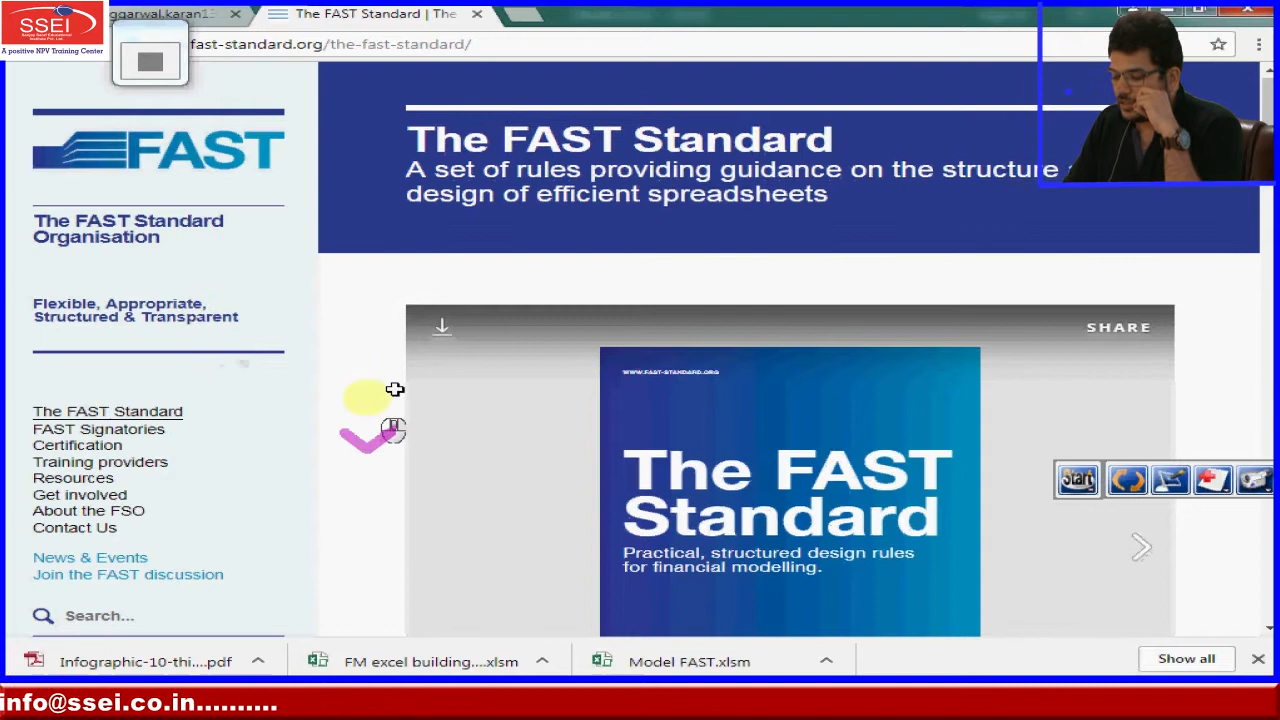 SSEI
A positive NPV Training Center
ggarwal.karan1
The FAST Standard | The
fast-standard.org/the-fast-standard/
FAST
The FAST Standard
Organisation
Flexible, Appropriate,
Structured & Transparent
The FAST Standard
FAST Signatories
Certification
Training providers
Resources
Get involved
About the FSO
Contact Us
News & Events
Join the FAST discussion
Search...
The FAST Standard
A set of rules providing guidance on the structure
design of efficient spreadsheets
SHARE
WWW.FAST-STANDARD.ORG
The FAST
Standard
Practical, structured design rules
for financial modelling.
Start
Infographic-10-thi....pdf
FM excel building....xlsm
Model FAST.xlsm
Show all
info@ssei.co.in..........